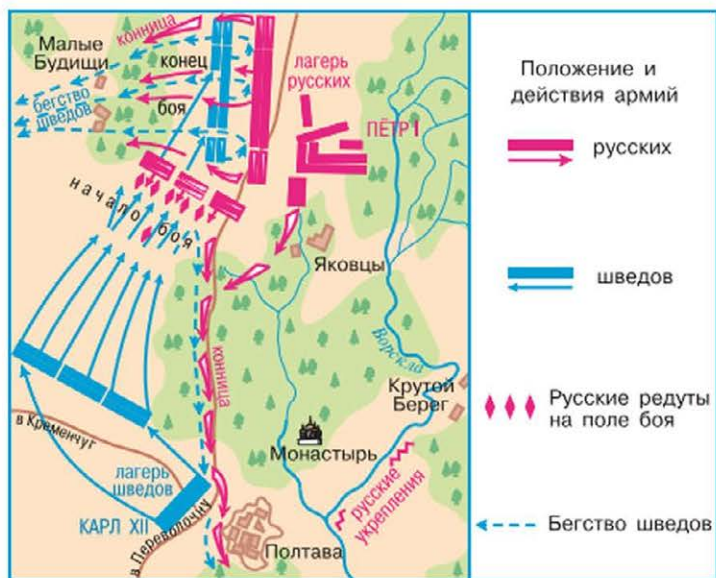 Малые
Будищи
конница
конец
боя
бегство
шведов
лагерь
русских
ПЁТР I
начало боя
Яковцы
Ворскла
конница
Крутой
Берег
Монастырь
русские
укрепления
в Кременчуг
лагерь
шведов
КАРЛ XII
в Переволочну
Полтава
Положение и
действия армий
русских
шведов
Русские редуты
на поле боя
Бегство шведов